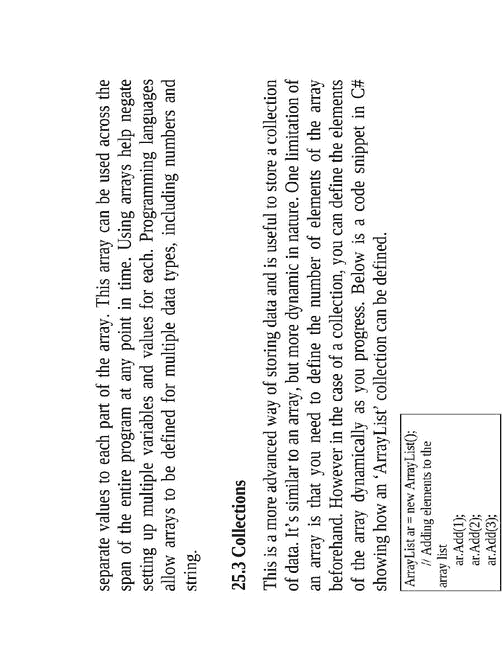 separate values to each part of the array. This array can be used across the
span of the entire program at any point in time. Using arrays help negate
setting up multiple variables and values for each. Programming languages
allow arrays to be defined for multiple data types, including numbers and
string.
25.3 Collections
This is a more advanced way of storing data and is useful to store a collection
of data. It’s similar to an array, but more dynamic in nature. One limitation of
an array is that you need to define the number of elements of the array
beforehand. However in the case of a collection, you can define the elements
of the array dynamically as you progress. Below is a code snippet in C#
showing how an ‘ArrayList’ collection can be defined.
ArrayList ar = new ArrayList();
// Adding elements to the
array list
ar.Add(1);
ar.Add(2);
ar.Add(3);